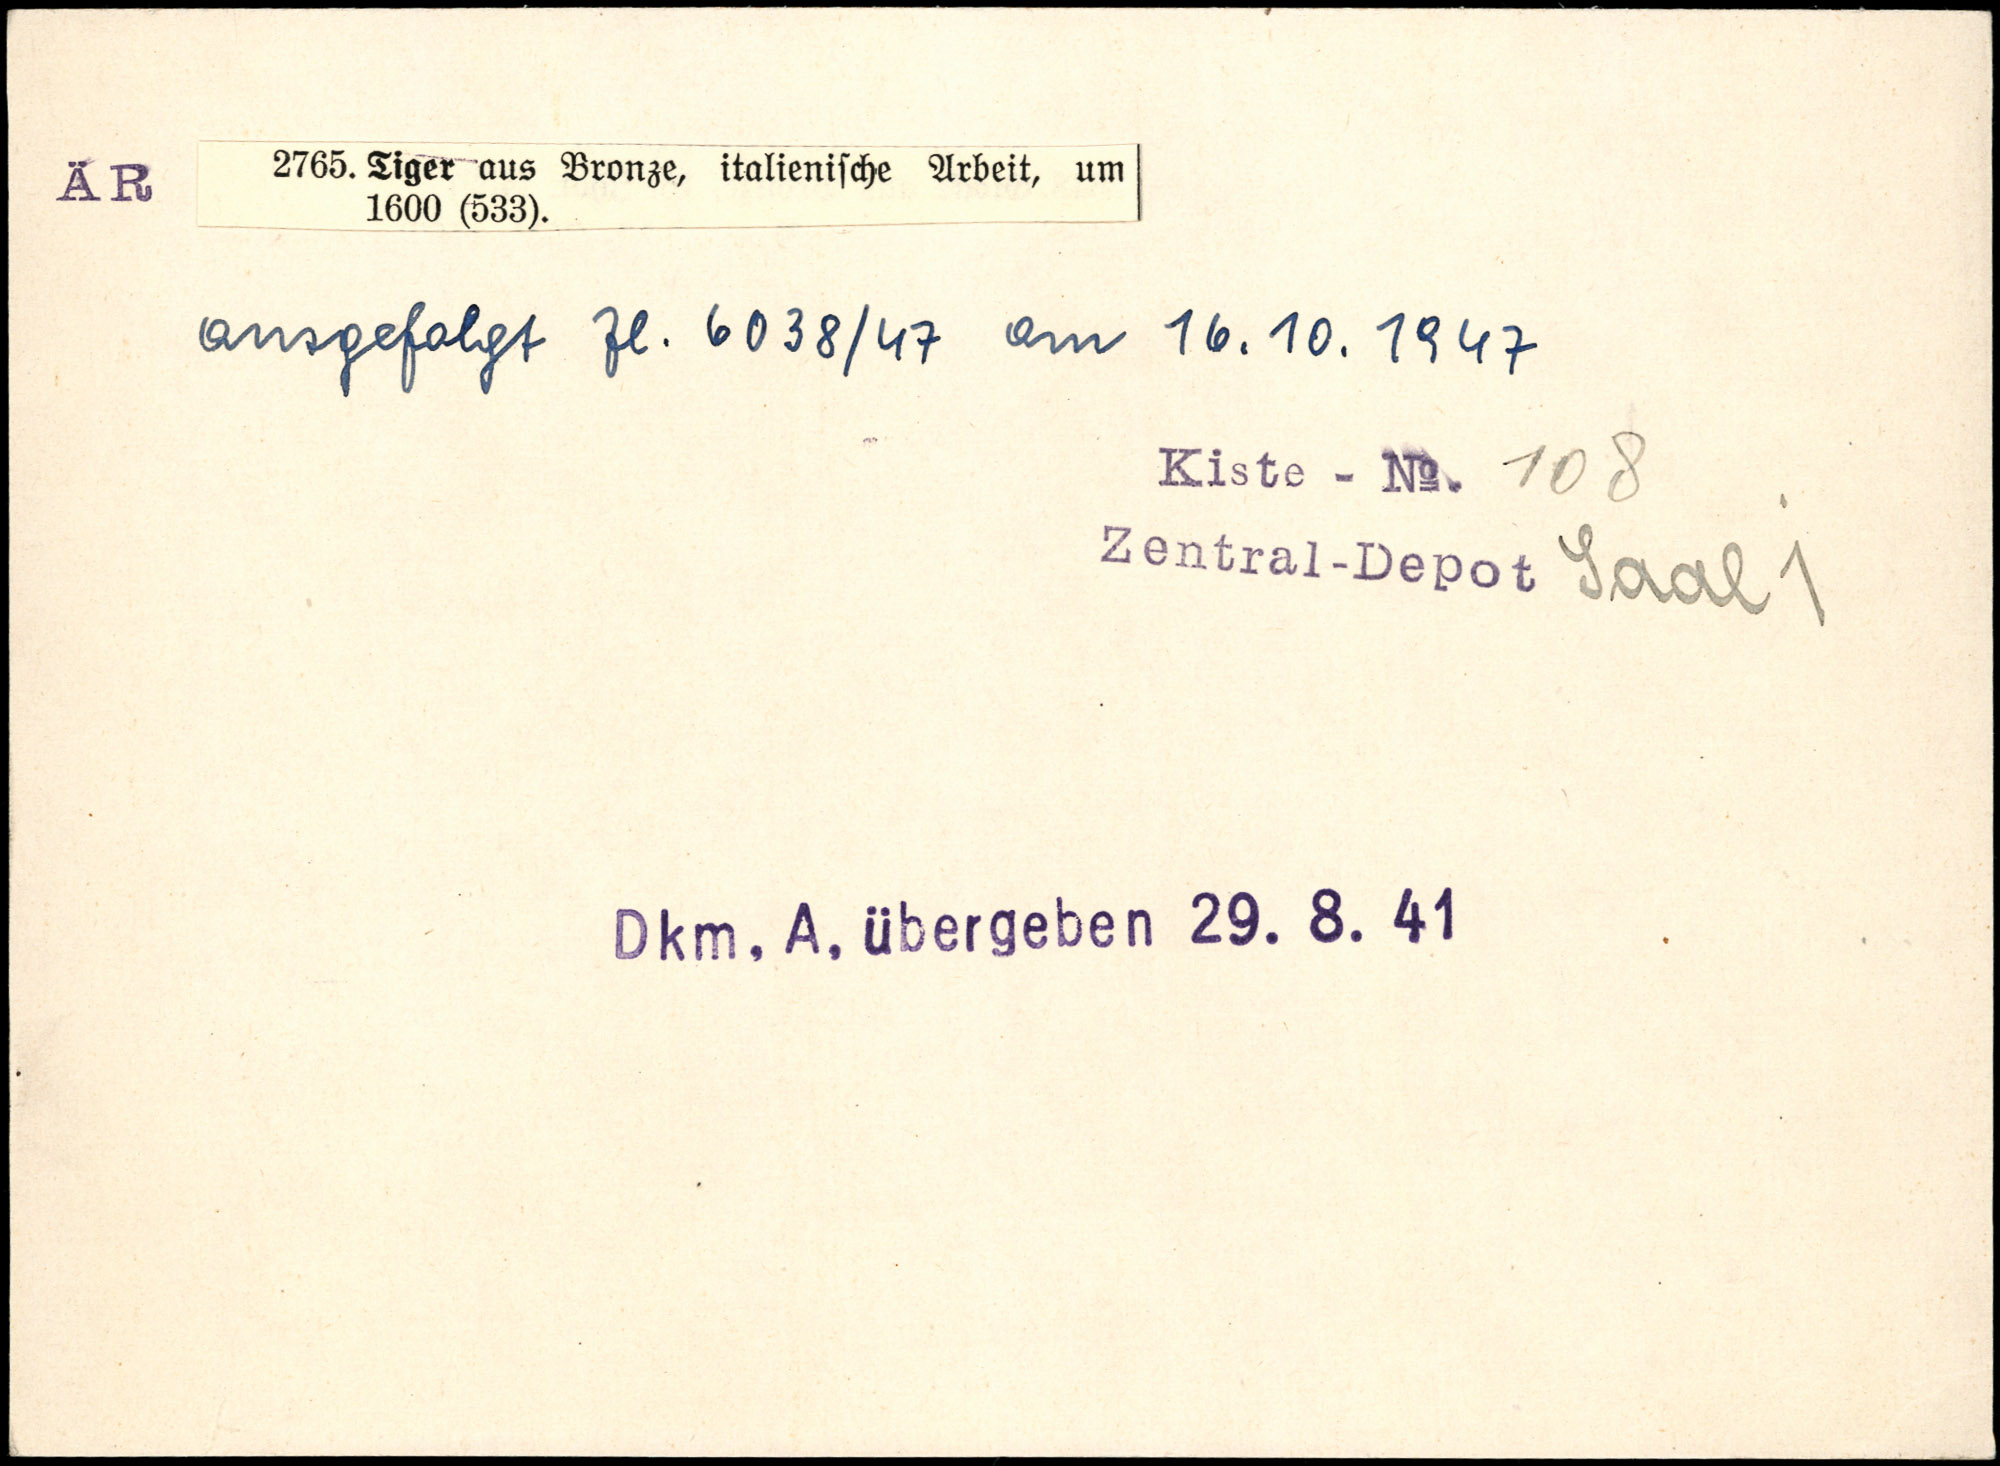 ÄR
2765. Tiger aus Bronze, italieniſche Arbeit, um
1600 (533).
ausgefolgt Zl. 6038/47 am 16.10.1947
Kiste - №. 108
Zentral-Depot Saal 1
Dkm. A. übergeben 29. 8. 41